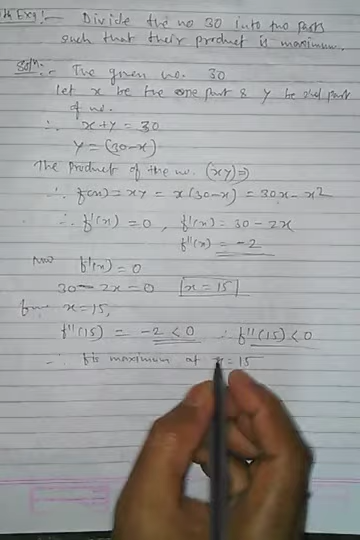 Ex9:- Divide the no 30 into two parts
such that their product is maximum.
Solⁿ:- The given no. 30
Let x be the one part & y be 2nd part
of no.
∴ x+y = 30
y = (30-x)
The product of the no. (xy) =>
∴ f(x) = xy = x(30-x) = 30x - x²
∴ f'(x) = 0, f'(x) = 30 - 2x
f''(x) = -2
Now f'(x) = 0
30 - 2x = 0 x = 15
for x = 15,
f''(15) = -2 < 0 ∴ f''(15) < 0
∴ f is maximum at x = 15